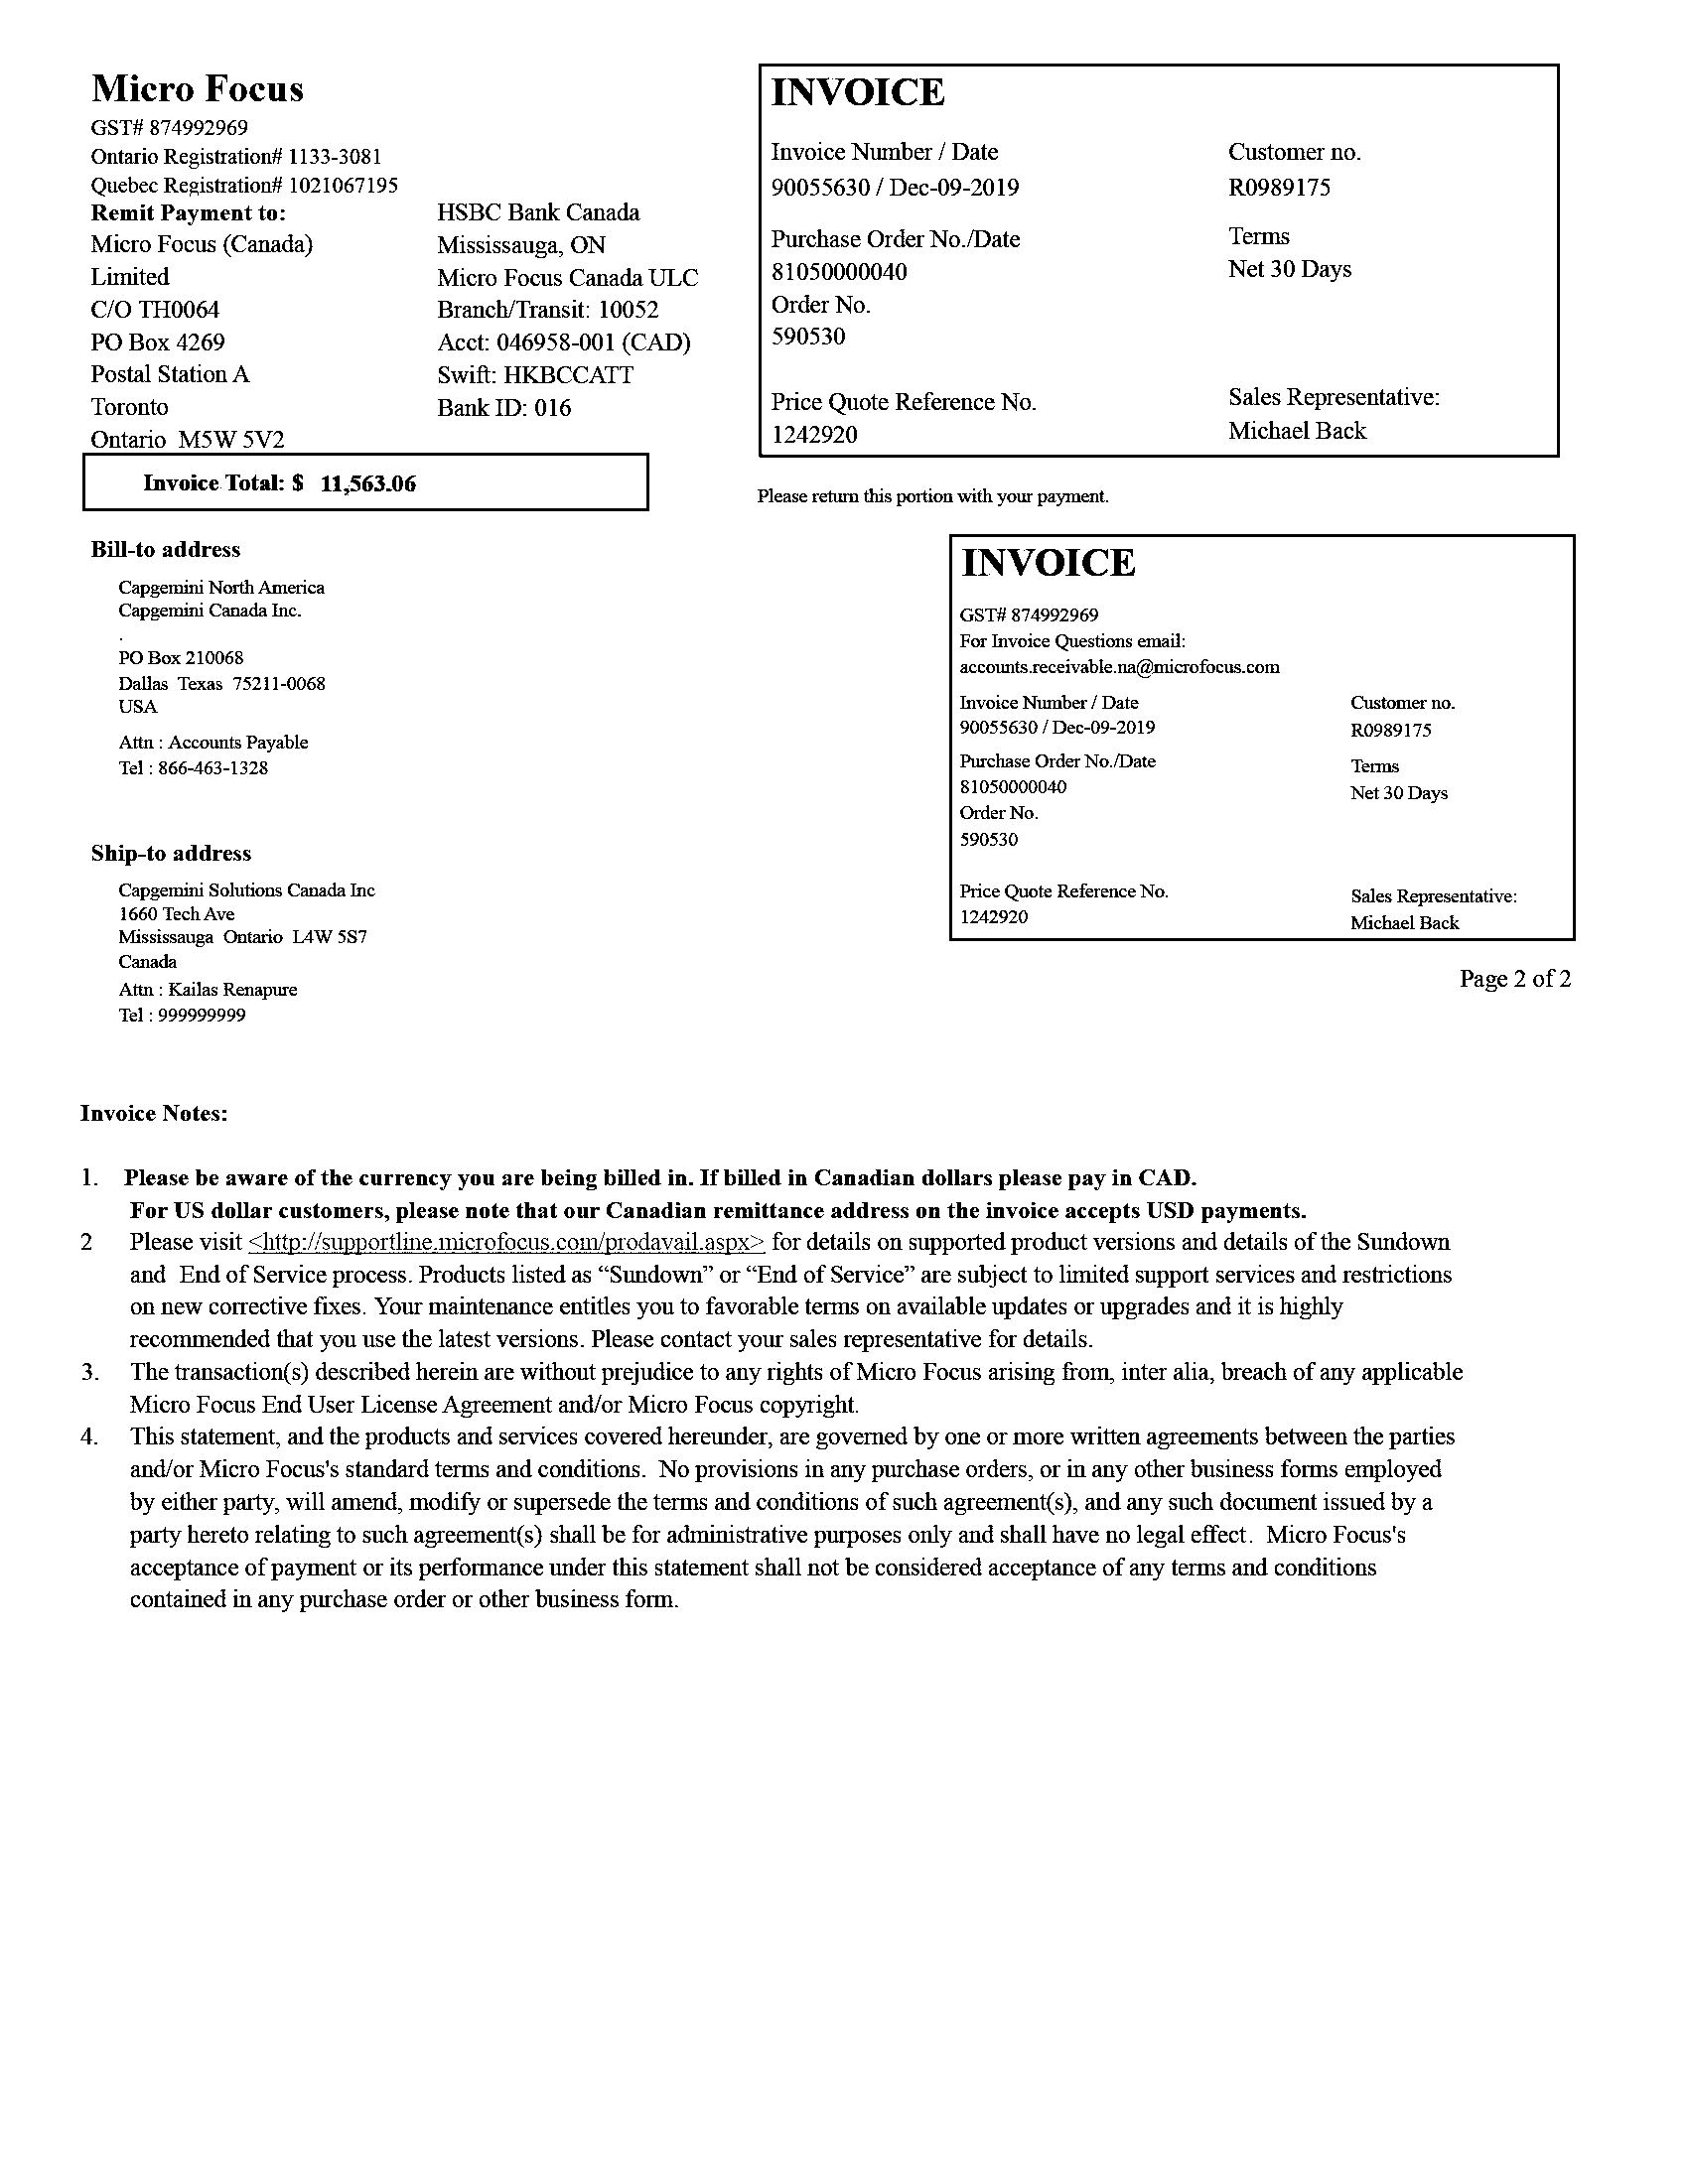 Micro Focus
GST# 874992969
Ontario Registration# 1133-3081
Quebec Registration# 1021067195
Remit Payment to:
Micro Focus (Canada)
Limited
C/O TH0064
PO Box 4269
Postal Station A
Toronto
Ontario  M5W 5V2
HSBC Bank Canada
Mississauga, ON
Micro Focus Canada ULC
Branch/Transit: 10052
Acct: 046958-001 (CAD)
Swift: HKBCCATT
Bank ID: 016
INVOICE
Invoice Number / Date
90055630 / Dec-09-2019
Customer no.
R0989175
Purchase Order No./Date
81050000040
Order No.
590530
Terms
Net 30 Days
Price Quote Reference No.
1242920
Sales Representative:
Michael Back
Invoice Total: $ 11,563.06
Please return this portion with your payment.
Bill-to address
Capgemini North America
Capgemini Canada Inc.
.
PO Box 210068
Dallas  Texas  75211-0068
USA
Attn : Accounts Payable
Tel : 866-463-1328
Ship-to address
Capgemini Solutions Canada Inc
1660 Tech Ave
Mississauga  Ontario  L4W 5S7
Canada
Attn : Kailas Renapure
Tel : 999999999
INVOICE
GST# 874992969
For Invoice Questions email:
accounts.receivable.na@microfocus.com
Invoice Number / Date
90055630 / Dec-09-2019
Customer no.
R0989175
Purchase Order No./Date
81050000040
Order No.
590530
Terms
Net 30 Days
Price Quote Reference No.
1242920
Sales Representative:
Michael Back
Page 2 of 2
Invoice Notes:
1. Please be aware of the currency you are being billed in. If billed in Canadian dollars please pay in CAD.
For US dollar customers, please note that our Canadian remittance address on the invoice accepts USD payments.
2 Please visit <http://supportline.microfocus.com/prodavail.aspx> for details on supported product versions and details of the Sundown
and  End of Service process. Products listed as “Sundown” or “End of Service” are subject to limited support services and restrictions
on new corrective fixes. Your maintenance entitles you to favorable terms on available updates or upgrades and it is highly
recommended that you use the latest versions. Please contact your sales representative for details.
3. The transaction(s) described herein are without prejudice to any rights of Micro Focus arising from, inter alia, breach of any applicable
Micro Focus End User License Agreement and/or Micro Focus copyright.
4. This statement, and the products and services covered hereunder, are governed by one or more written agreements between the parties
and/or Micro Focus's standard terms and conditions.  No provisions in any purchase orders, or in any other business forms employed
by either party, will amend, modify or supersede the terms and conditions of such agreement(s), and any such document issued by a
party hereto relating to such agreement(s) shall be for administrative purposes only and shall have no legal effect.  Micro Focus's
acceptance of payment or its performance under this statement shall not be considered acceptance of any terms and conditions
contained in any purchase order or other business form.